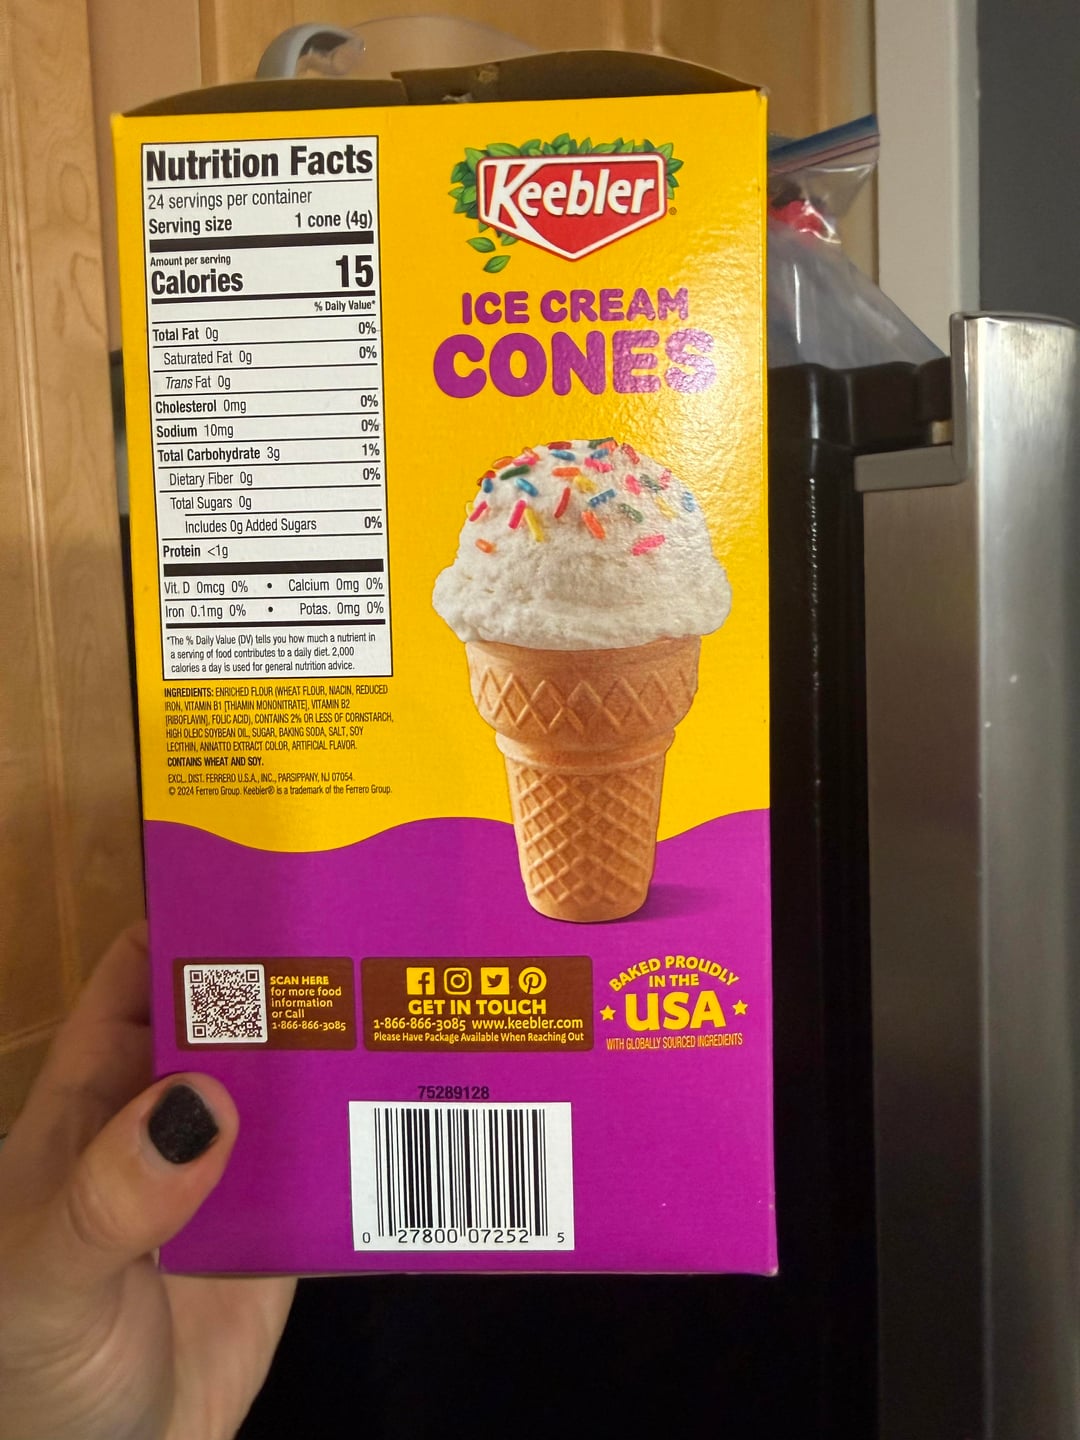 Nutrition Facts
24 servings per container
Serving size 1 cone (4g)
Amount per serving
Calories 15
% Daily Value*
Total Fat 0g 0%
Saturated Fat 0g 0%
Trans Fat 0g
Cholesterol 0mg 0%
Sodium 10mg 0%
Total Carbohydrate 3g 1%
Dietary Fiber 0g 0%
Total Sugars 0g
Includes 0g Added Sugars 0%
Protein <1g
Vit. D 0mcg 0% • Calcium 0mg 0%
Iron 0.1mg 0% • Potas. 0mg 0%
*The % Daily Value (DV) tells you how much a nutrient in
a serving of food contributes to a daily diet. 2,000
calories a day is used for general nutrition advice.
INGREDIENTS: ENRICHED FLOUR (WHEAT FLOUR, NIACIN, REDUCED
IRON, VITAMIN B1 [THIAMIN MONONITRATE], VITAMIN B2
[RIBOFLAVIN], FOLIC ACID), CONTAINS 2% OR LESS OF CORNSTARCH,
HIGH OLEIC SOYBEAN OIL, SUGAR, BAKING SODA, SALT, SOY
LECITHIN, ANNATTO EXTRACT COLOR, ARTIFICIAL FLAVOR.
CONTAINS WHEAT AND SOY.
EXCL. DIST. FERRERO U.S.A., INC., PARSIPPANY, NJ 07054.
© 2024 Ferrero Group. Keebler® is a trademark of the Ferrero Group.
Keebler®
ICE CREAM
CONES
SCAN HERE
for more food
information
or Call
1-866-866-3085
GET IN TOUCH
1-866-866-3085 www.keebler.com
Please Have Package Available When Reaching Out
BAKED PROUDLY
IN THE
USA
WITH GLOBALLY SOURCED INGREDIENTS
75289128
0 27800 07252 5